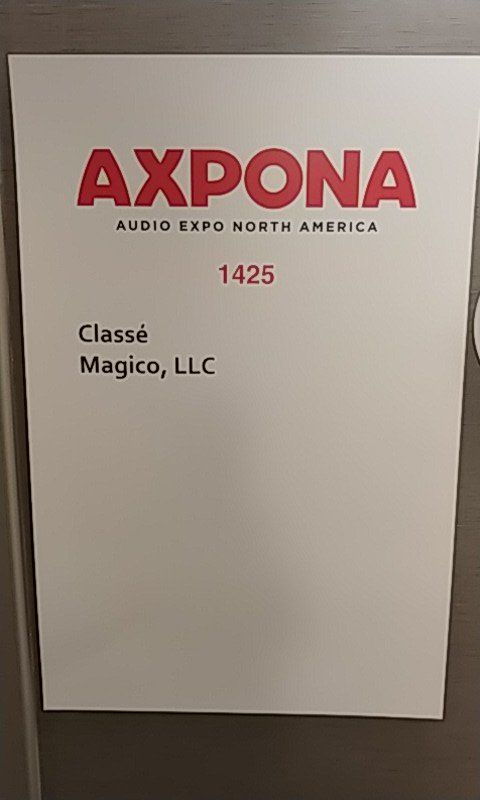 AXPONA
AUDIO EXPO NORTH AMERICA
1425
Classé
Magico, LLC